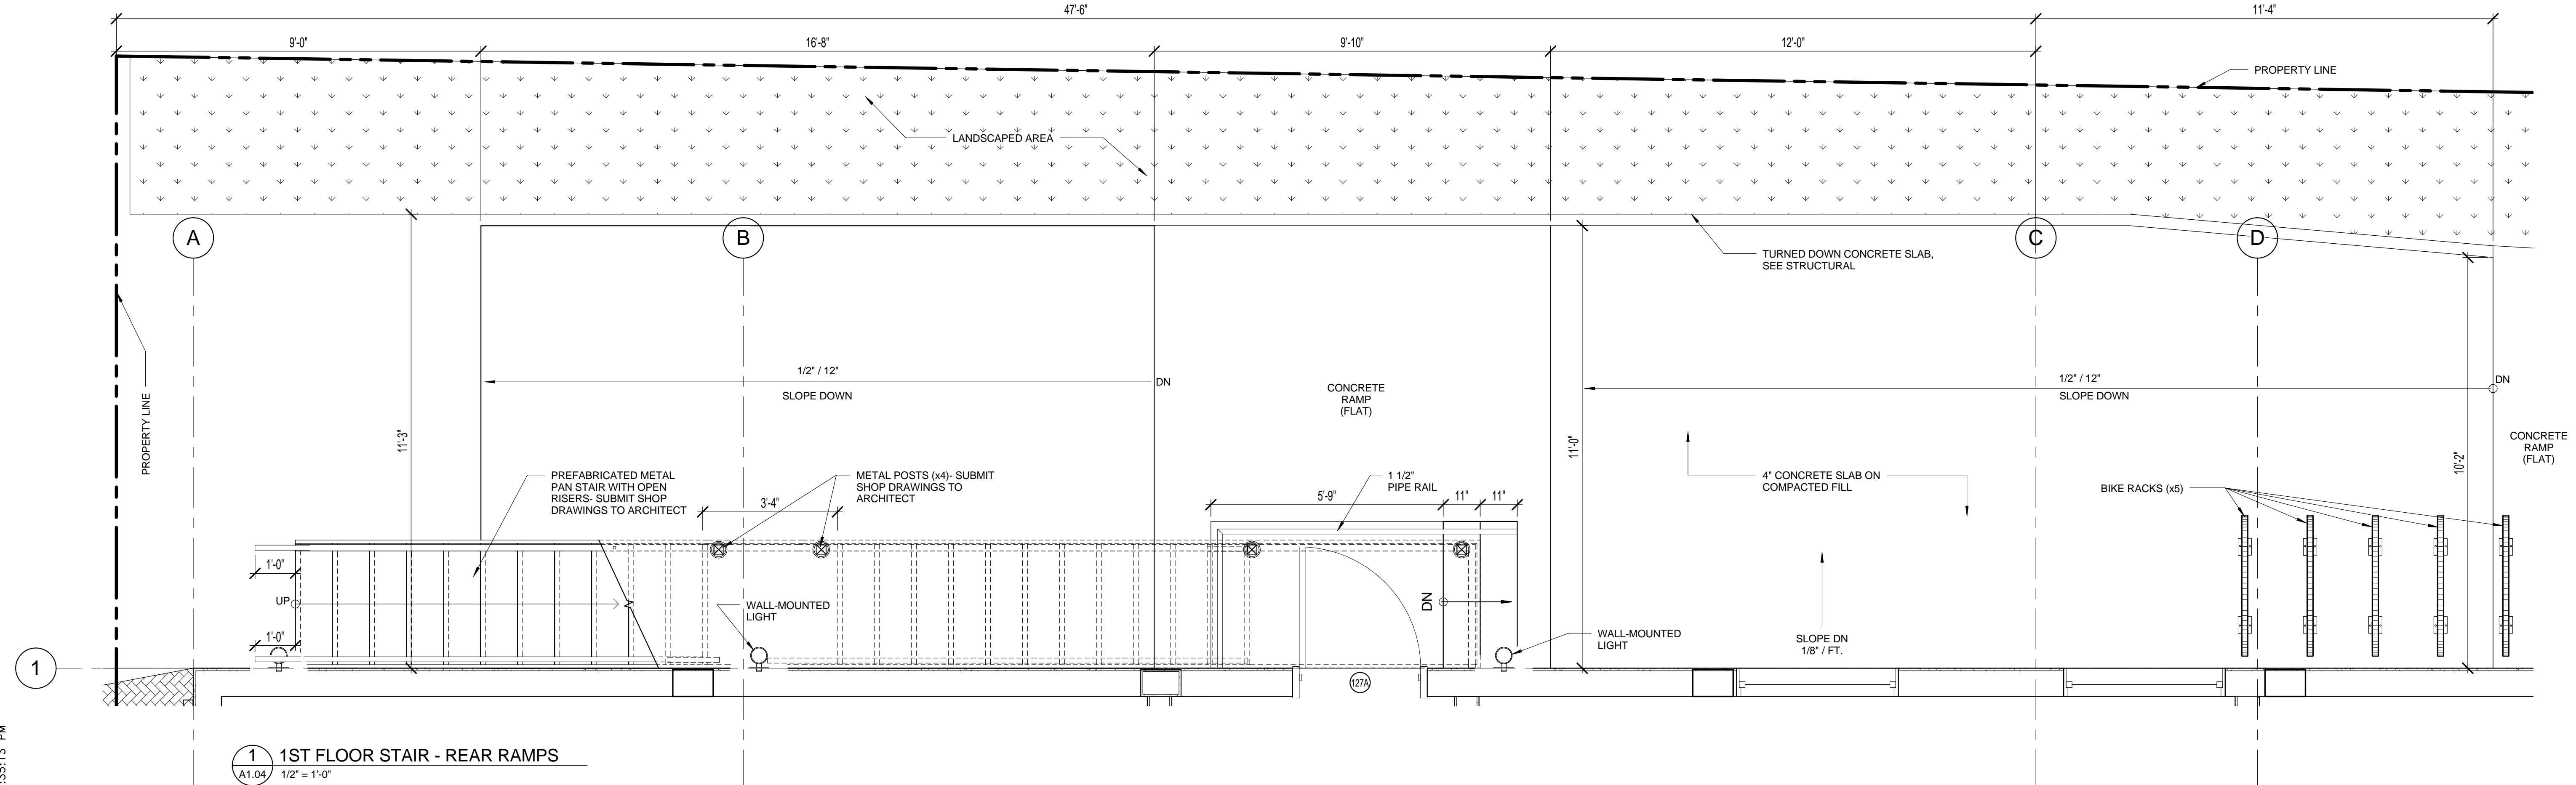 47'-6"
11'-4"
9'-0"
16'-8"
9'-10"
12'-0"
PROPERTY LINE
LANDSCAPED AREA
A
B
C
D
TURNED DOWN CONCRETE SLAB,
SEE STRUCTURAL
PROPERTY LINE
11'-3"
1/2" / 12"
SLOPE DOWN
DN
CONCRETE
RAMP
(FLAT)
11'-0"
1/2" / 12"
SLOPE DOWN
DN
10'-2"
CONCRETE
RAMP
(FLAT)
PREFABRICATED METAL
PAN STAIR WITH OPEN
RISERS- SUBMIT SHOP
DRAWINGS TO ARCHITECT
METAL POSTS (x4)- SUBMIT
SHOP DRAWINGS TO
ARCHITECT
3'-4"
1 1/2"
PIPE RAIL
5'-9"
11"
11"
4" CONCRETE SLAB ON
COMPACTED FILL
BIKE RACKS (x5)
1'-0"
UP
1'-0"
WALL-MOUNTED
LIGHT
DN
WALL-MOUNTED
LIGHT
SLOPE DN
1/8" / FT.
1
127A
1
A1.04
1ST FLOOR STAIR - REAR RAMPS
1/2" = 1'-0"
:35:13 PM